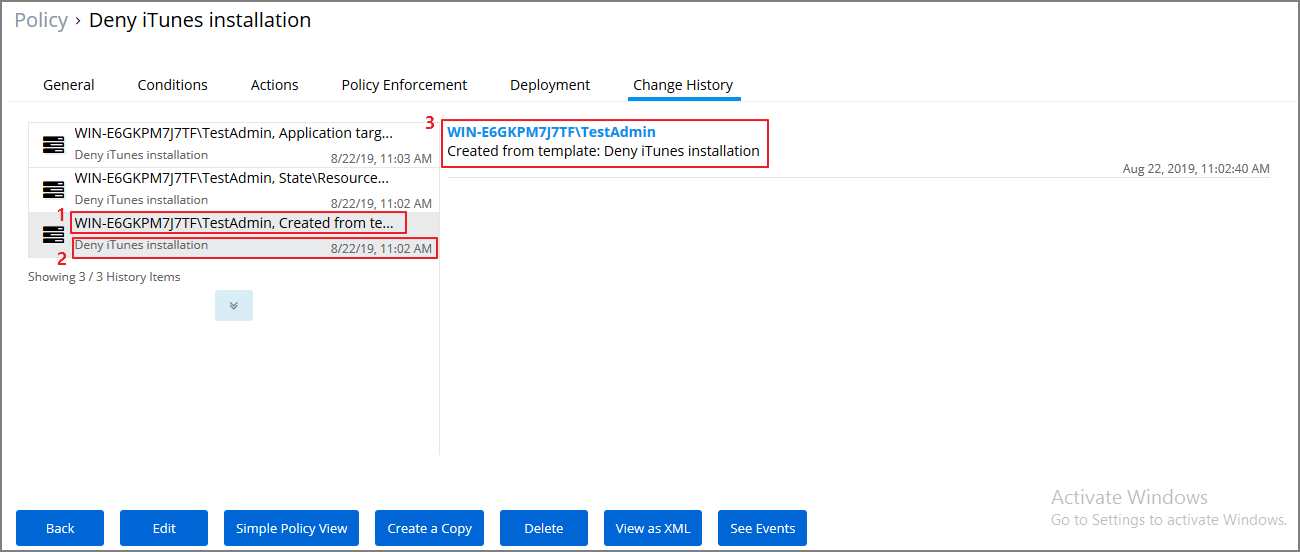 Policy › Deny iTunes installation
General Conditions Actions Policy Enforcement Deployment Change History
WIN-E6GKPM7J7TF\TestAdmin, Application targ...
Deny iTunes installation 8/22/19, 11:03 AM
WIN-E6GKPM7J7TF\TestAdmin, State\Resource...
Deny iTunes installation 8/22/19, 11:02 AM
1 WIN-E6GKPM7J7TF\TestAdmin, Created from te...
2 Deny iTunes installation 8/22/19, 11:02 AM
Showing 3 / 3 History Items
3 WIN-E6GKPM7J7TF\TestAdmin
Created from template: Deny iTunes installation
Aug 22, 2019, 11:02:40 AM
Activate Windows
Go to Settings to activate Windows.
Back Edit Simple Policy View Create a Copy Delete View as XML See Events